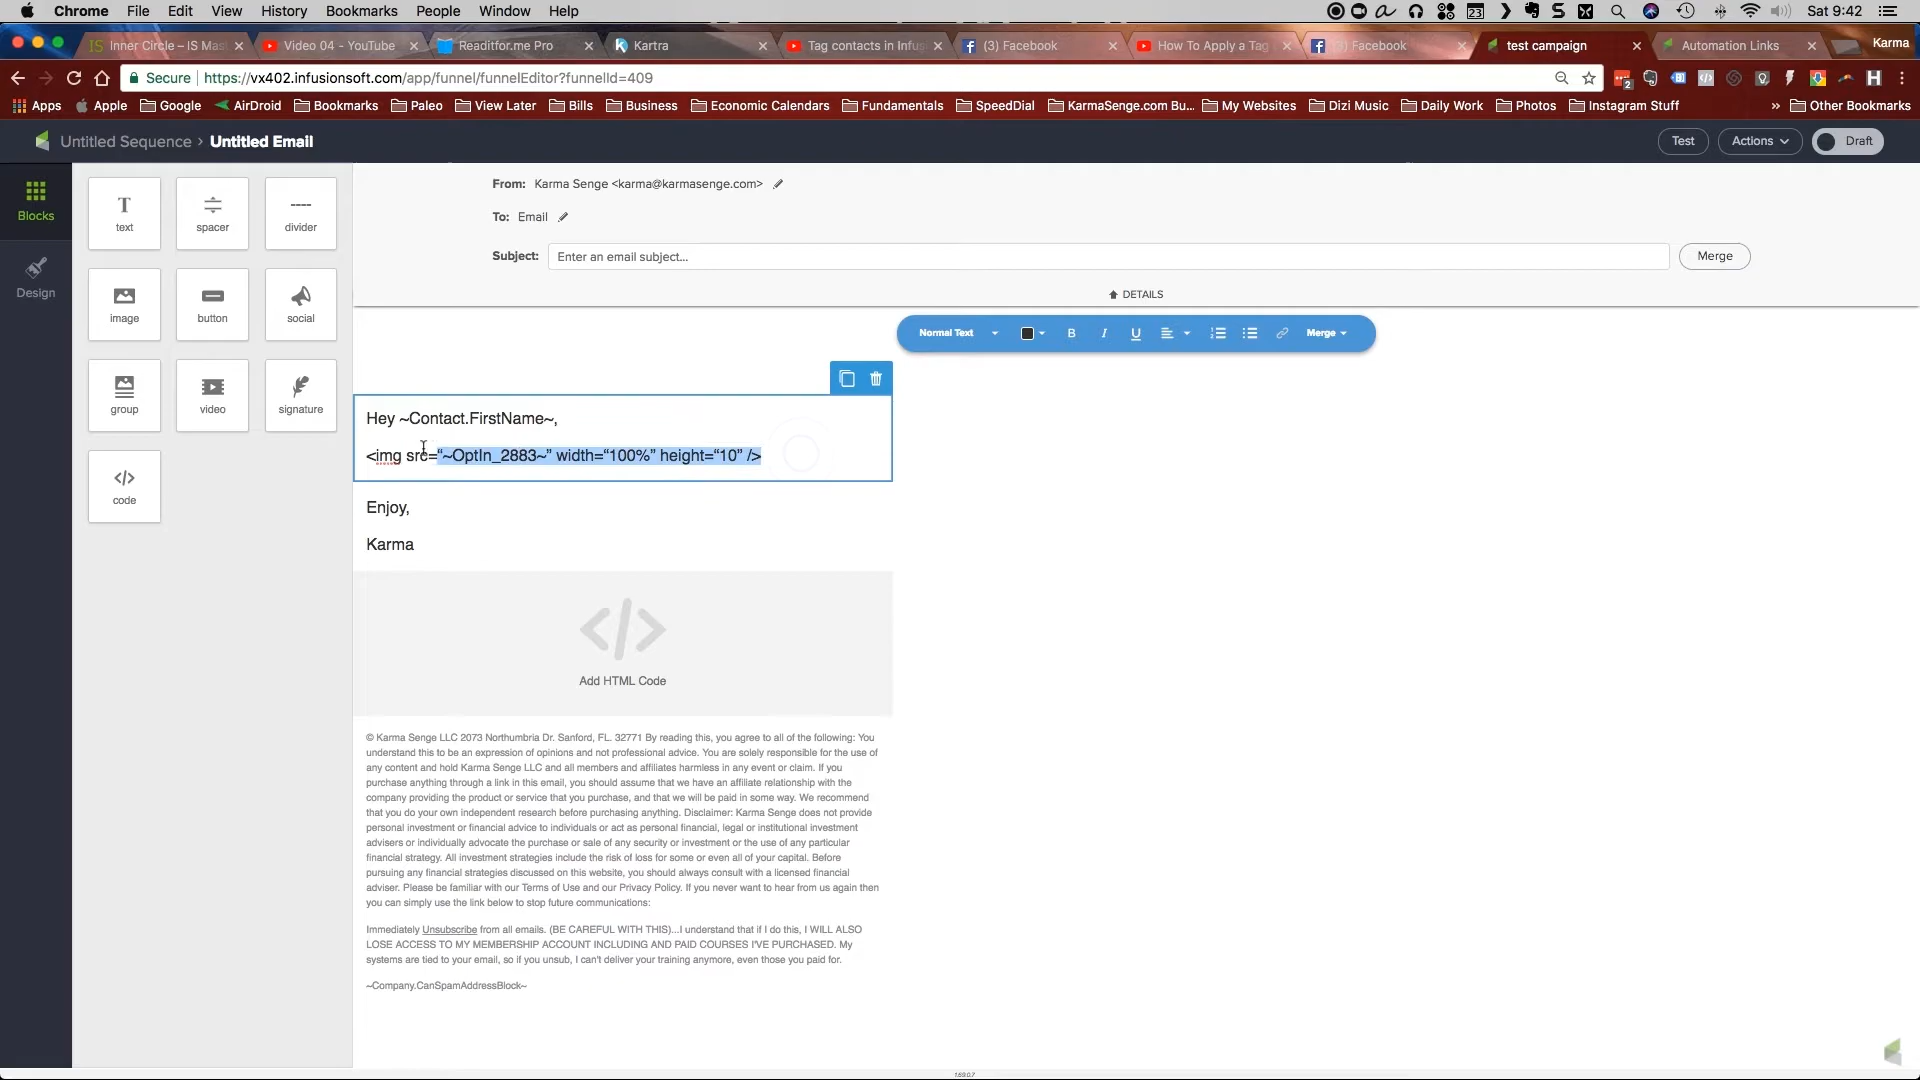 Chrome File Edit View History Bookmarks People Window Help
23 Sat 9:42
Inner Circle – IS Mas
Video 04 - YouTube
Readitfor.me Pro
Kartra
Tag contacts in Infus
(3) Facebook
How To Apply a Tag
Facebook
test campaign
Automation Links
Karma
Secure https://vx402.infusionsoft.com/app/funnel/funnelEditor?funnelId=409
Apps Apple Google AirDroid Bookmarks Paleo View Later Bills Business Economic Calendars Fundamentals SpeedDial KarmaSenge.com Bu... My Websites Dizi Music Daily Work Photos Instagram Stuff » Other Bookmarks
Untitled Sequence › Untitled Email
Test Actions Draft
Blocks
Design
text spacer divider
image button social
group video signature
code
From: Karma Senge <karma@karmasenge.com>
To: Email
Subject: Enter an email subject...
Merge
DETAILS
Normal Text B I U Merge
Hey ~Contact.FirstName~,
<img src=“~OptIn_2883~” width=“100%” height=“10” />
Enjoy,
Karma
</>
Add HTML Code
© Karma Senge LLC 2073 Northumbria Dr. Sanford, FL. 32771 By reading this, you agree to all of the following: You
understand this to be an expression of opinions and not professional advice. You are solely responsible for the use of
any content and hold Karma Senge LLC and all members and affiliates harmless in any event or claim. If you
purchase anything through a link in this email, you should assume that we have an affiliate relationship with the
company providing the product or service that you purchase, and that we will be paid in some way. We recommend
that you do your own independent research before purchasing anything. Disclaimer: Karma Senge does not provide
personal investment or financial advice to individuals or act as personal financial, legal or institutional investment
advisers or individually advocate the purchase or sale of any security or investment or the use of any particular
financial strategy. All investment strategies include the risk of loss for some or even all of your capital. Before
pursuing any financial strategies discussed on this website, you should always consult with a licensed financial
adviser. Please be familiar with our Terms of Use and our Privacy Policy. If you never want to hear from us again then
you can simply use the link below to stop future communications:
Immediately Unsubscribe from all emails. (BE CAREFUL WITH THIS)...I understand that if I do this, I WILL ALSO
LOSE ACCESS TO MY MEMBERSHIP ACCOUNT INCLUDING AND PAID COURSES I'VE PURCHASED. My
systems are tied to your email, so if you unsub, I can't deliver your training anymore, even those you paid for.
~Company.CanSpamAddressBlock~